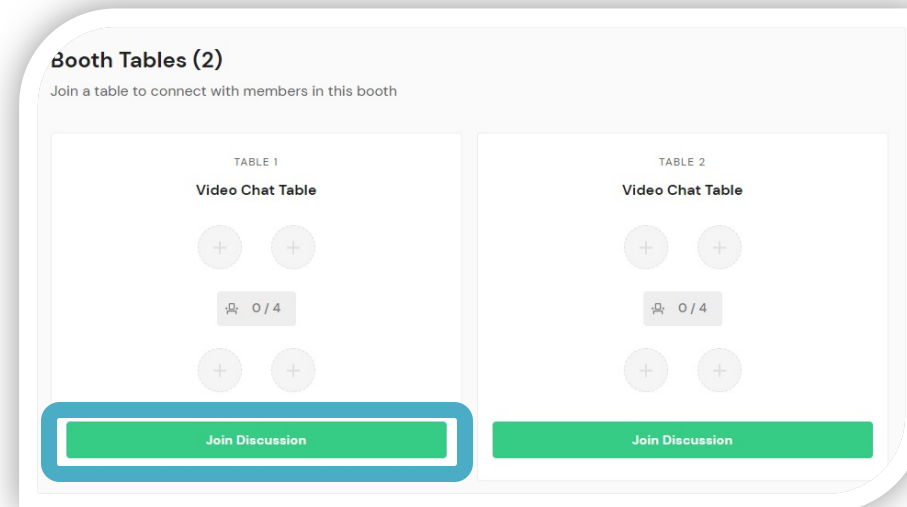 Booth Tables (2)
Join a table to connect with members in this booth
TABLE 1
Video Chat Table
0 / 4
Join Discussion
TABLE 2
Video Chat Table
0 / 4
Join Discussion